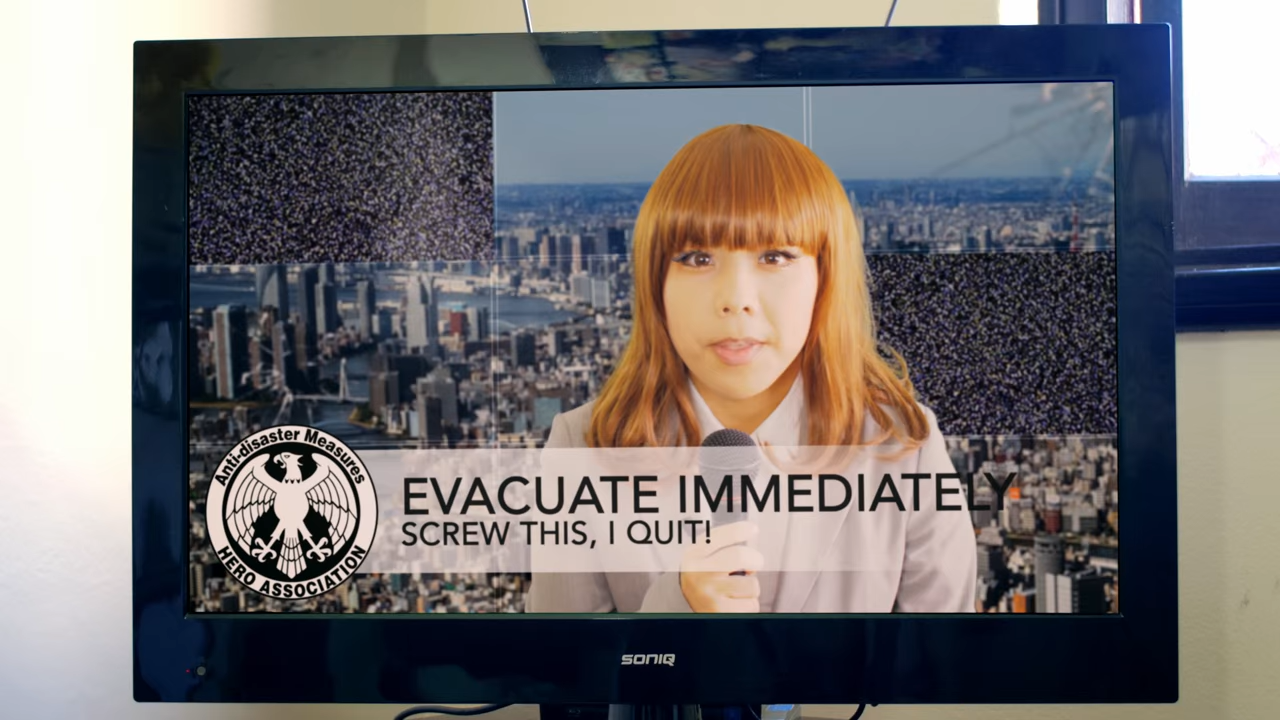 Anti-disaster Measures
HERO ASSOCIATION
EVACUATE IMMEDIATELY
SCREW THIS, I QUIT!
SONIQ